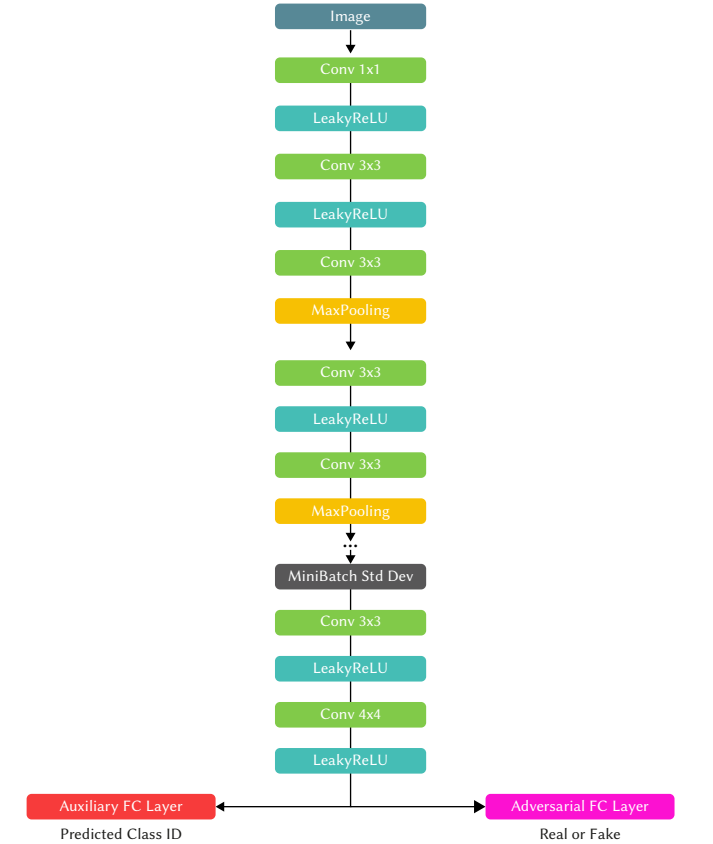 Image
Conv 1x1
LeakyReLU
Conv 3x3
LeakyReLU
Conv 3x3
MaxPooling
Conv 3x3
LeakyReLU
Conv 3x3
MaxPooling
...
MiniBatch Std Dev
Conv 3x3
LeakyReLU
Conv 4x4
LeakyReLU
Auxiliary FC Layer
Adversarial FC Layer
Predicted Class ID
Real or Fake